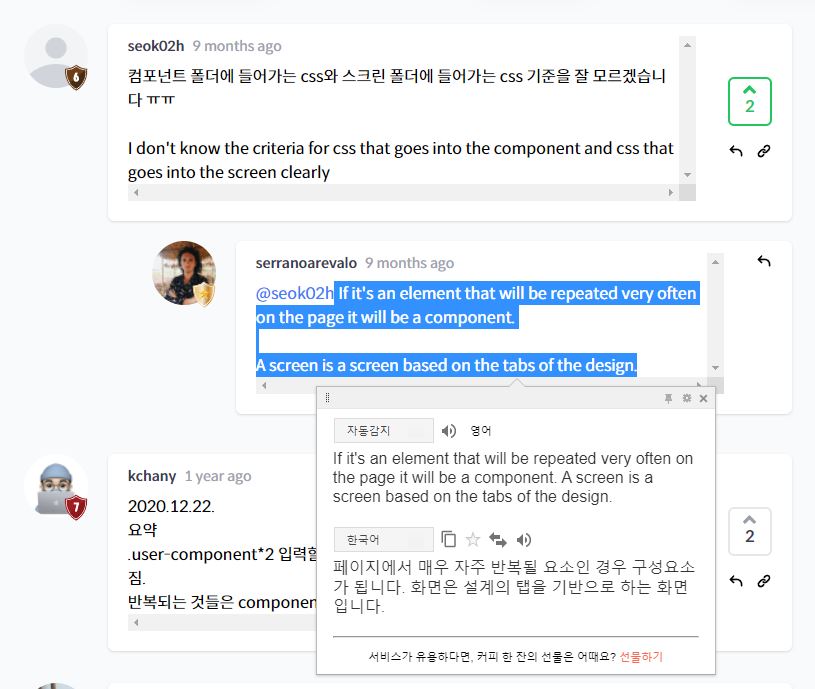 seok02h 9 months ago
6
컴포넌트 폴더에 들어가는 css와 스크린 폴더에 들어가는 css 기준을 잘 모르겠습니
다 ㅠㅠ
2
I don't know the criteria for css that goes into the component and css that
goes into the screen clearly
serranoarevalo 9 months ago
@seok02h If it's an element that will be repeated very often
on the page it will be a component.
A screen is a screen based on the tabs of the design.
자동감지 영어
If it's an element that will be repeated very often on
the page it will be a component. A screen is a
screen based on the tabs of the design.
한국어
페이지에서 매우 자주 반복될 요소인 경우 구성요소
가 됩니다. 화면은 설계의 탭을 기반으로 하는 화면
입니다.
서비스가 유용하다면, 커피 한 잔의 선물은 어때요? 선물하기
kchany 1 year ago
7
2020.12.22.
요약
.user-component*2 입력할
짐.
반복되는 것들은 componen
2